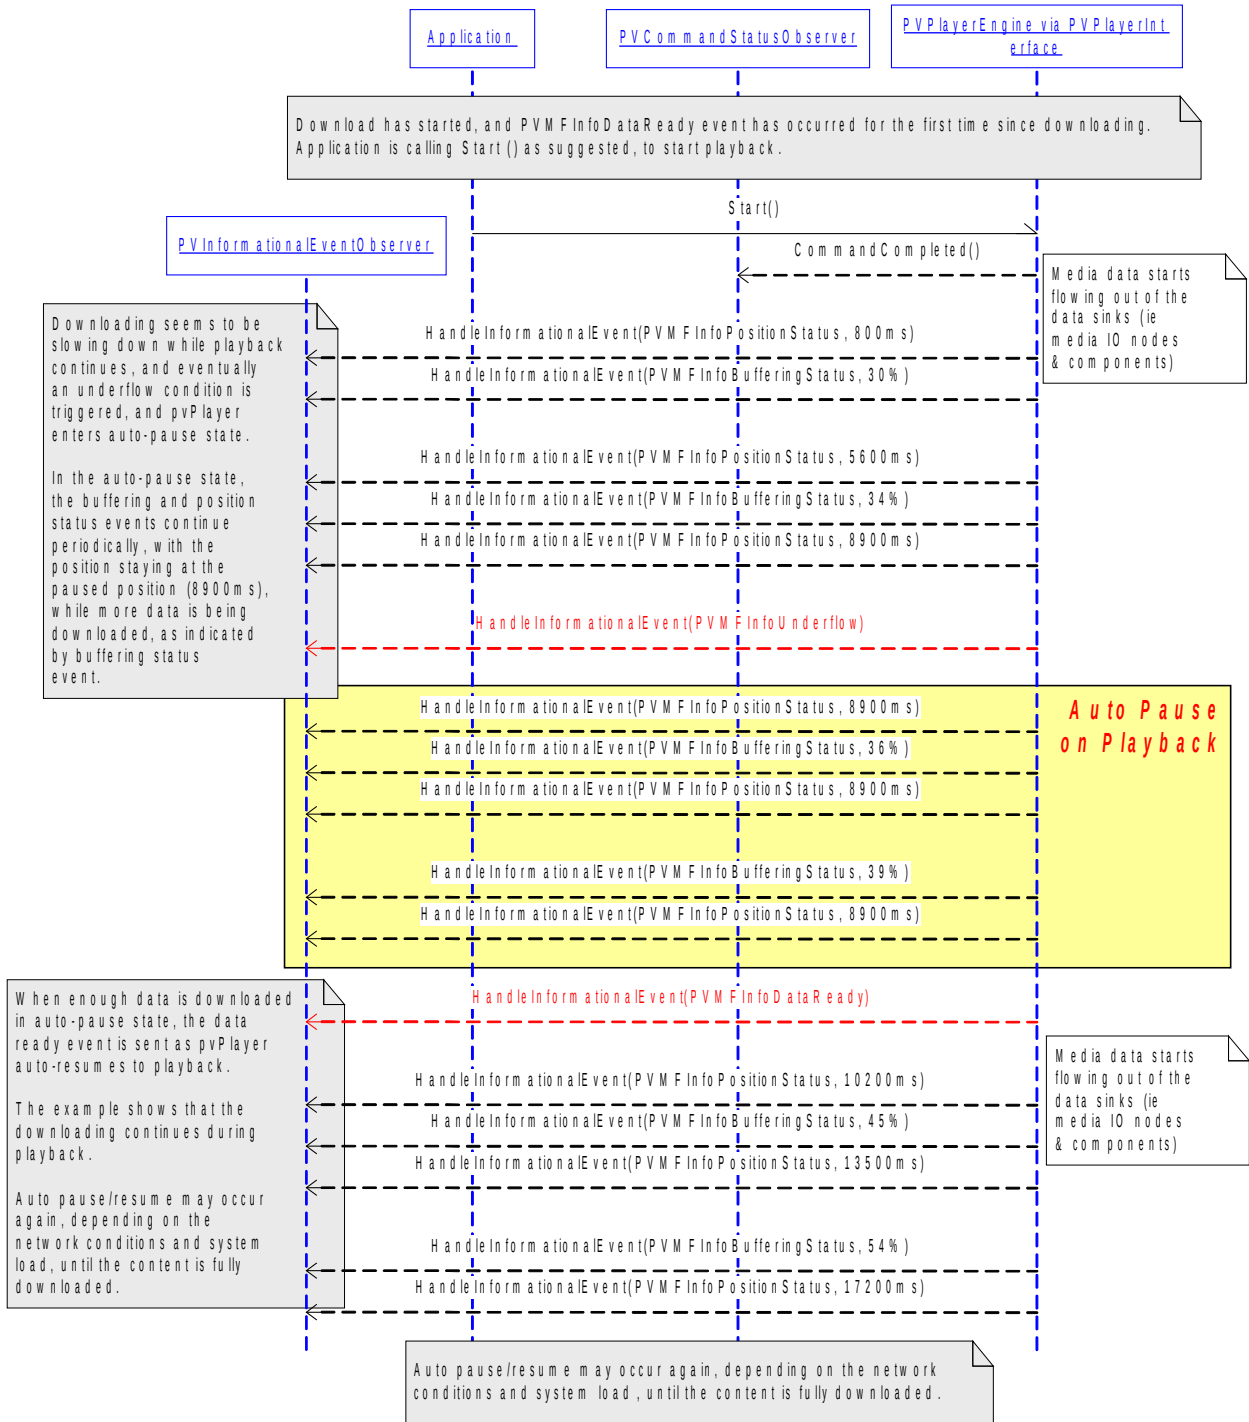 Application
PVCommandStatusObserver
PVPlayerEngine via PVPlayerInt
erface
Download has started, and PVMFInfoDataReady event has occurred for the first time since downloading.
Application is calling Start() as suggested, to start playback.
Start()
PVInformationalEventObserver
CommandCompleted()
Media data starts
flowing out of the
data sinks (ie
media IO nodes
& components)
Downloading seems to be
slowing down while playback
continues, and eventually
an underflow condition is
triggered, and pvPlayer
enters auto-pause state.
In the auto-pause state,
the buffering and position
status events continue
periodically, with the
position staying at the
paused position (8900ms),
while more data is being
downloaded, as indicated
by buffering status
event.
HandleInformationalEvent(PVMFInfoPositionStatus, 800ms)
HandleInformationalEvent(PVMFInfoBufferingStatus, 30%)
HandleInformationalEvent(PVMFInfoPositionStatus, 5600ms)
HandleInformationalEvent(PVMFInfoBufferingStatus, 34%)
HandleInformationalEvent(PVMFInfoPositionStatus, 8900ms)
HandleInformationalEvent(PVMFInfoUnderflow)
Auto Pause
on Playback
HandleInformationalEvent(PVMFInfoPositionStatus, 8900ms)
HandleInformationalEvent(PVMFInfoBufferingStatus, 36%)
HandleInformationalEvent(PVMFInfoPositionStatus, 8900ms)
HandleInformationalEvent(PVMFInfoBufferingStatus, 39%)
HandleInformationalEvent(PVMFInfoPositionStatus, 8900ms)
When enough data is downloaded
in auto-pause state, the data
ready event is sent as pvPlayer
auto-resumes to playback.
The example shows that the
downloading continues during
playback.
Auto pause/resume may occur
again, depending on the
network conditions and system
load, until the content is fully
downloaded.
HandleInformationalEvent(PVMFInfoDataReady)
Media data starts
flowing out of the
data sinks (ie
media IO nodes
& components)
HandleInformationalEvent(PVMFInfoPositionStatus, 10200ms)
HandleInformationalEvent(PVMFInfoBufferingStatus, 45%)
HandleInformationalEvent(PVMFInfoPositionStatus, 13500ms)
HandleInformationalEvent(PVMFInfoBufferingStatus, 54%)
HandleInformationalEvent(PVMFInfoPositionStatus, 17200ms)
Auto pause/resume may occur again, depending on the network
conditions and system load, until the content is fully downloaded.